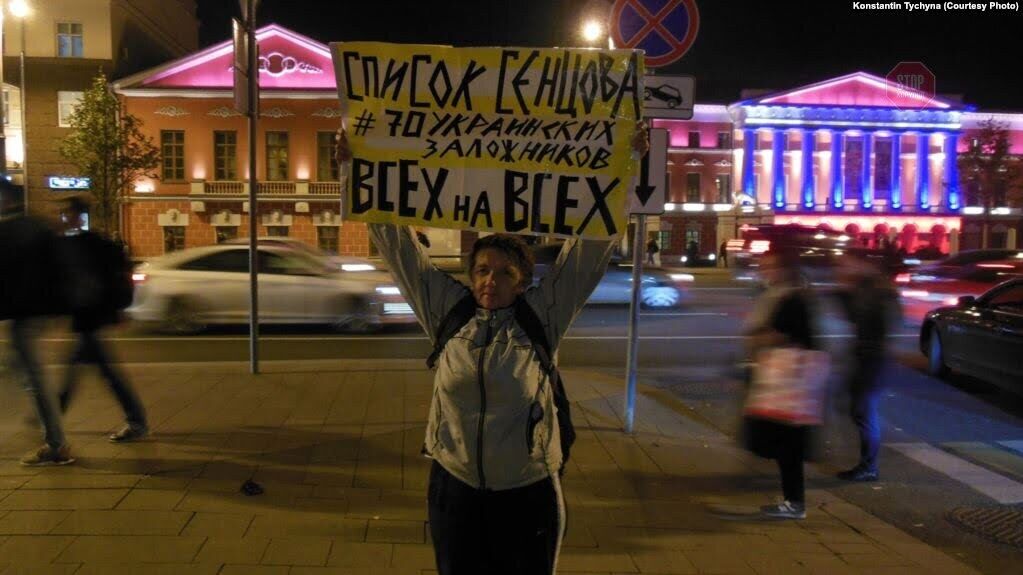 Konstantin Tychyna (Courtesy Photo)
СПИСОК СЕНЦОВА
#70 УКРАИНСКИХ
ЗАЛОЖНИКОВ
ВСЕХ НА ВСЕХ
STOP